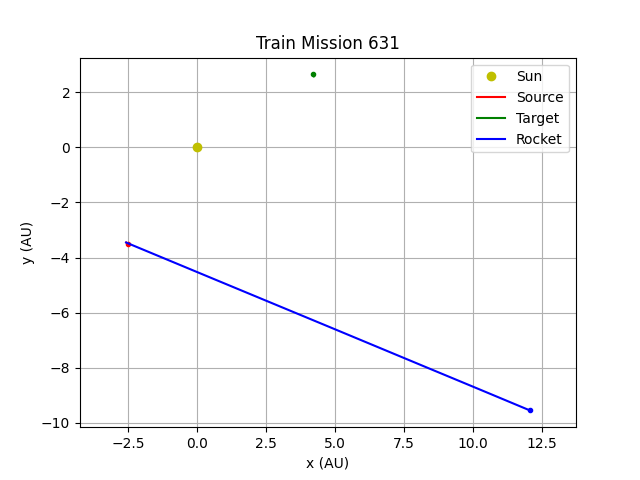 Train Mission 631
Sun
Source
Target
Rocket
2
0
−2
−4
−6
−8
−10
y (AU)
−2.5
0.0
2.5
5.0
7.5
10.0
12.5
x (AU)